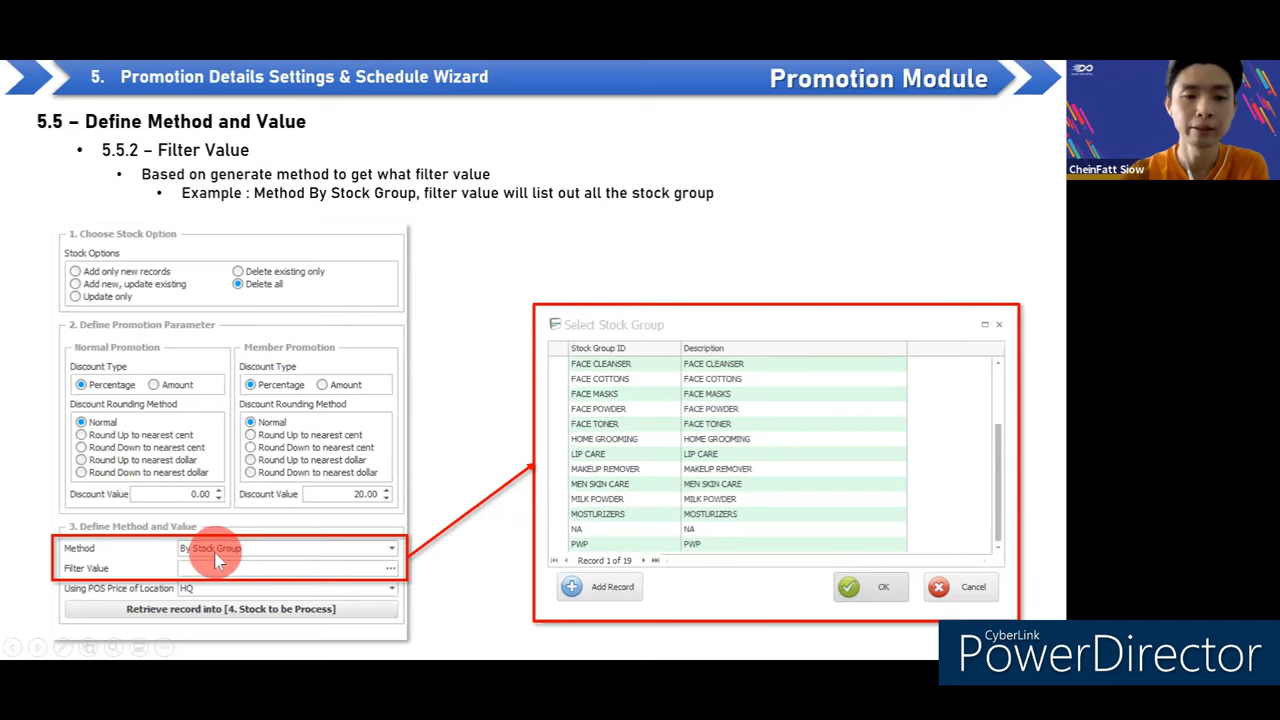 5. Promotion Details Settings & Schedule Wizard
Promotion Module
CheinFatt Siow
5.5 – Define Method and Value
• 5.5.2 – Filter Value
• Based on generate method to get what filter value
• Example : Method By Stock Group, filter value will list out all the stock group
1. Choose Stock Option
Stock Options
Add only new records
Delete existing only
Add new, update existing
Delete all
Update only
2. Define Promotion Parameter
Normal Promotion
Member Promotion
Discount Type
Discount Type
Percentage Amount
Percentage Amount
Discount Rounding Method
Discount Rounding Method
Normal
Normal
Round Up to nearest cent
Round Up to nearest cent
Round Down to nearest cent
Round Down to nearest cent
Round Up to nearest dollar
Round Up to nearest dollar
Round Down to nearest dollar
Round Down to nearest dollar
Discount Value 0.00
Discount Value 20.00
3. Define Method and Value
Method By Stock Group
Filter Value ...
Using POS Price of Location HQ
Retrieve record into [4. Stock to be Process]
Select Stock Group
Stock Group ID Description
FACE CLEANSER FACE CLEANSER
FACE COTTONS FACE COTTONS
FACE MASKS FACE MASKS
FACE POWDER FACE POWDER
FACE TONER FACE TONER
HOME GROOMING HOME GROOMING
LIP CARE LIP CARE
MAKEUP REMOVER MAKEUP REMOVER
MEN SKIN CARE MEN SKIN CARE
MILK POWDER MILK POWDER
MOSTURIZERS MOSTURIZERS
NA NA
PWP PWP
Record 1 of 19
Add Record OK Cancel
CyberLink
PowerDirector